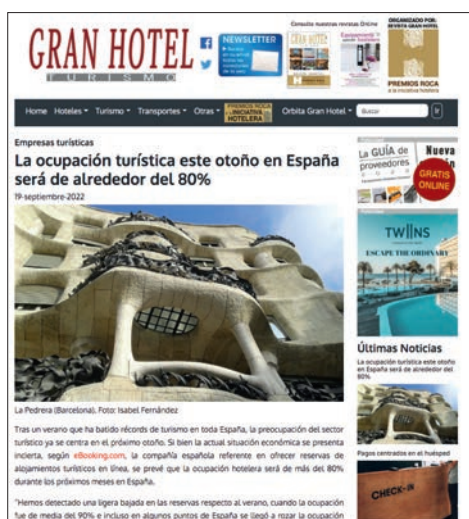 GRAN HOTEL
TURISMO
NEWSLETTER
Consulte nuestras revistas Online
GRAN HOTEL
ORGANIZADO POR:
REVISTA GRAN HOTEL
PREMIOS ROCA
a la iniciativa hotelera
Home Hoteles Turismo Transportes Otras PREMIOS ROCA INICIATIVA HOTELERA Orbita Gran Hotel Buscar Ir
Empresas turísticas
La ocupación turística este otoño en España
será de alrededor del 80%
19-septiembre-2022
La Pedrera (Barcelona). Foto: Isabel Fernández
Tras un verano que ha batido récords de turismo en toda España, la preocupación del sector
turístico ya se centra en el próximo otoño. Si bien la actual situación económica se presenta
incierta, según eBooking.com, la compañía española referente en ofrecer reservas de
alojamientos turísticos en línea, se prevé que la ocupación hotelera será de más del 80%
durante los próximos meses en España.
"Hemos detectado una ligera bajada en las reservas respecto al verano, cuando la ocupación
fue de media del 90% e incluso en algunos puntos de España se llegó a rozar la ocupación
La GUÍA de
proveedores
Nueva
GRATIS
ONLINE
TWIINS
ESCAPE THE ORDINARY
Últimas Noticias
La ocupación turística este otoño
en España será de alrededor del
80%
Pagos centrados en el huésped
CHECK-IN